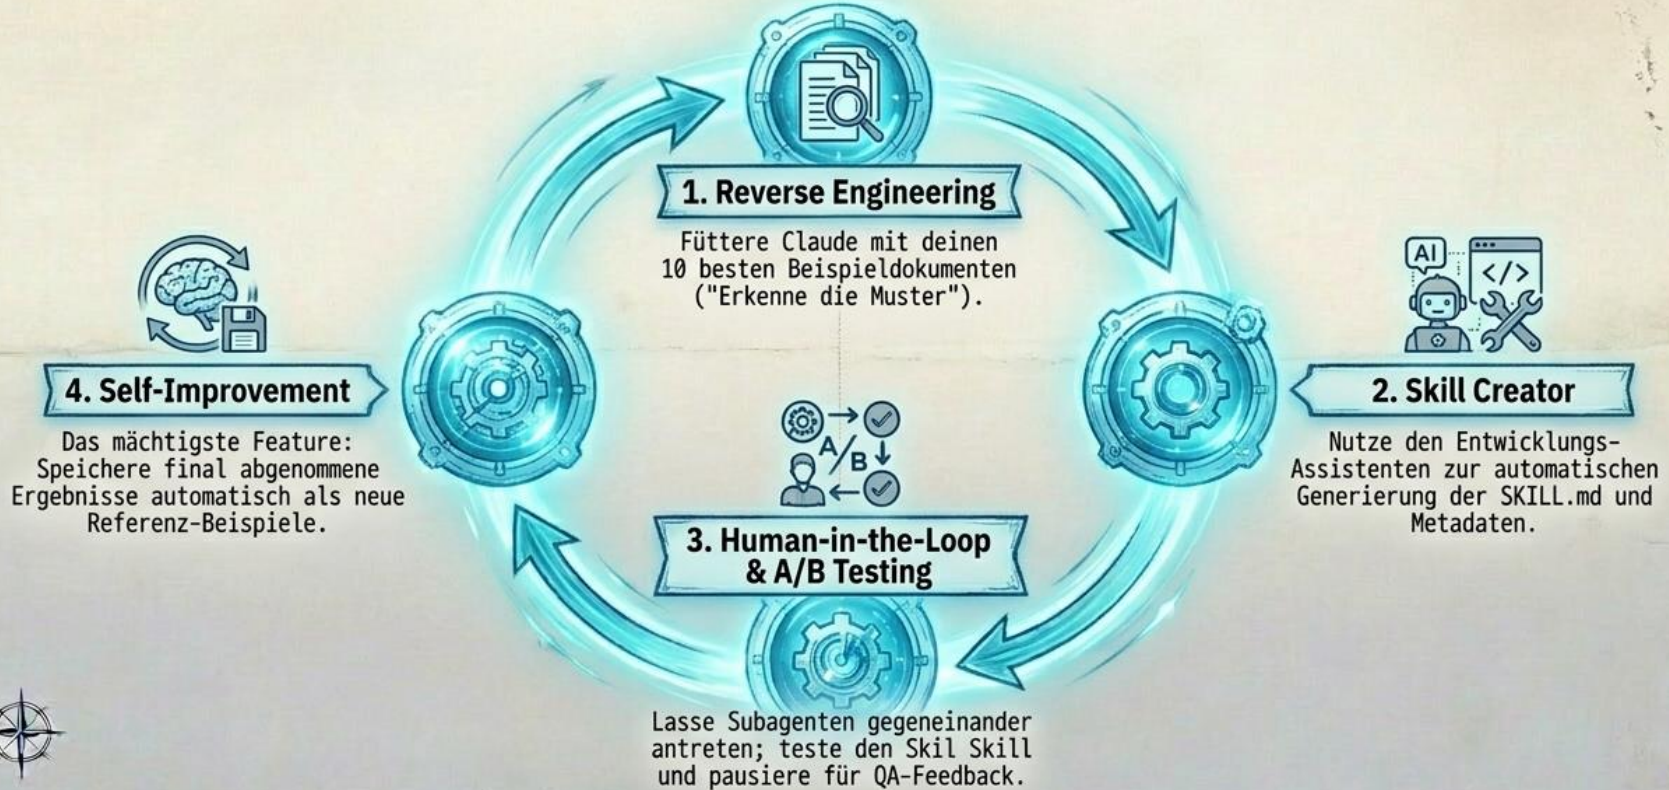 1. Reverse Engineering
Füttere Claude mit deinen
10 besten Beispieldokumenten
("Erkenne die Muster").
AI
</>
2. Skill Creator
Nutze den Entwicklungs-
Assistenten zur automatischen
Generierung der SKILL.md und
Metadaten.
A/B
3. Human-in-the-Loop
& A/B Testing
Lasse Subagenten gegeneinander
antreten; teste den Skil Skill
und pausiere für QA-Feedback.
4. Self-Improvement
Das mächtigste Feature:
Speichere final abgenommene
Ergebnisse automatisch als neue
Referenz-Beispiele.